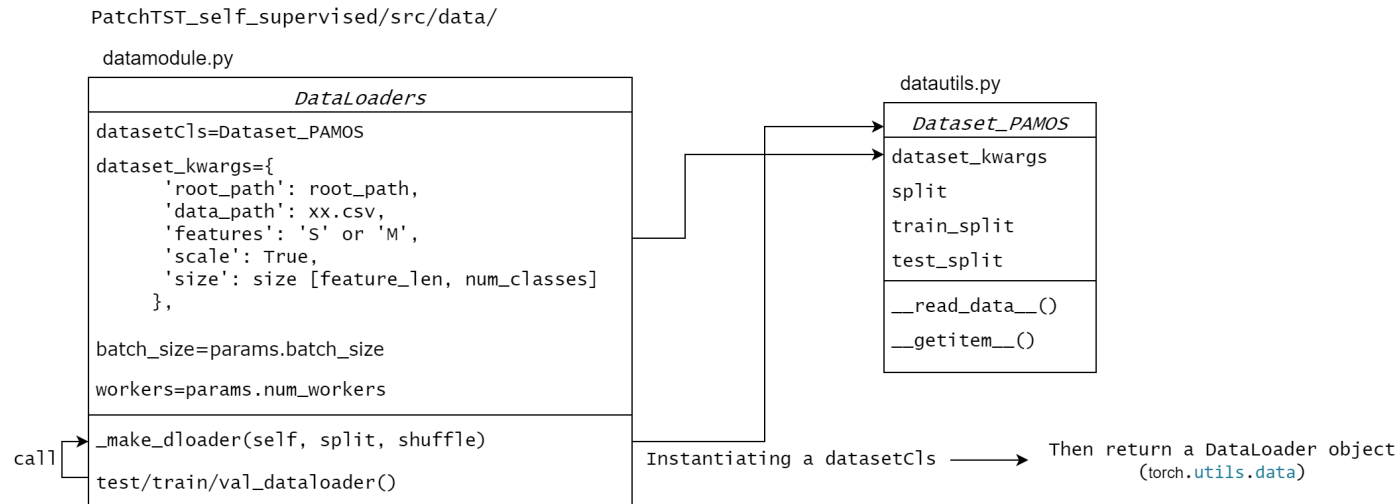 PatchTST_self_supervised/src/data/
datamodule.py
DataLoaders
datasetCls=Dataset_PAMOS
dataset_kwargs={
'root_path': root_path,
'data_path': xx.csv,
'features': 'S' or 'M',
'scale': True,
'size': size [feature_len, num_classes]
},
batch_size=params.batch_size
workers=params.num_workers
_make_dloader(self, split, shuffle)
test/train/val_dataloader()
call
datautils.py
Dataset_PAMOS
dataset_kwargs
split
train_split
test_split
__read_data__()
__getitem__()
Instantiating a datasetCls
Then return a DataLoader object
(torch.utils.data)